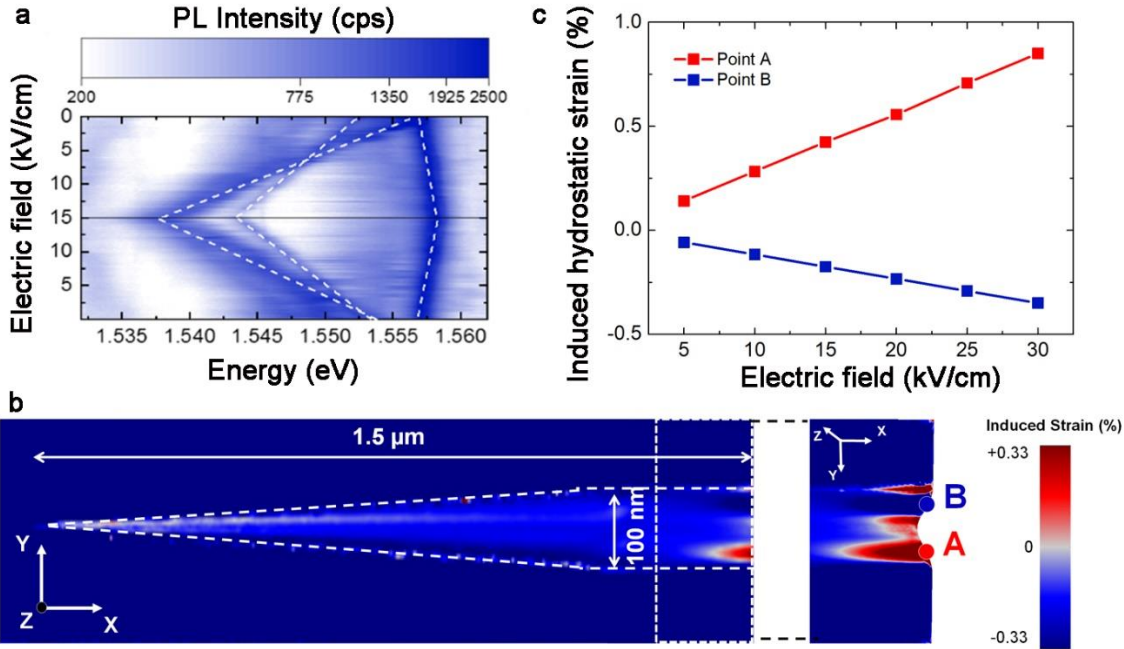 a
PL Intensity (cps)
200 775 1350 1925 2500
Electric field (kV/cm)
0
5
10
15
10
5
1.535 1.540 1.545 1.550 1.555 1.560
Energy (eV)
c
Induced hydrostatic strain (%)
1.0
0.5
0.0
-0.5
Point A
Point B
5 10 15 20 25 30
Electric field (kV/cm)
b
1.5 µm
100 nm
Y
Z
X
Z
X
Y
B
A
Induced Strain (%)
+0.33
0
-0.33